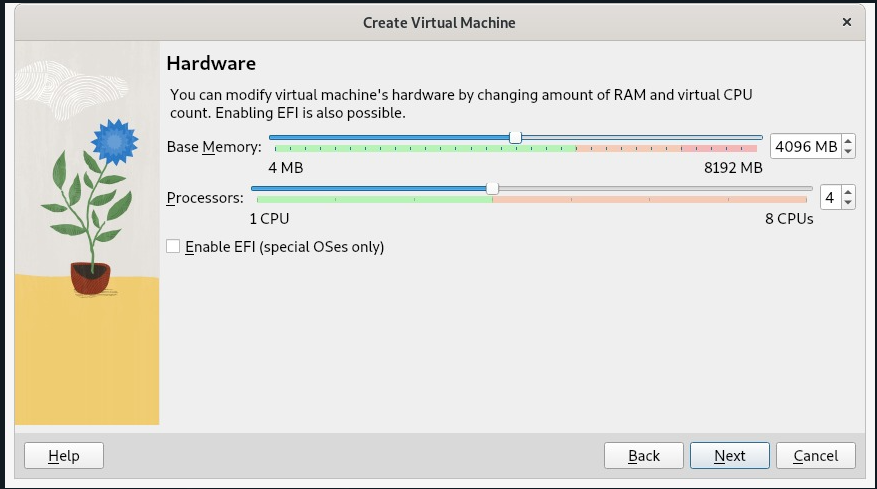 Create Virtual Machine
Hardware
You can modify virtual machine's hardware by changing amount of RAM and virtual CPU
count. Enabling EFI is also possible.
Base Memory: 4096 MB
4 MB 8192 MB
Processors: 4
1 CPU 8 CPUs
Enable EFI (special OSes only)
Help Back Next Cancel